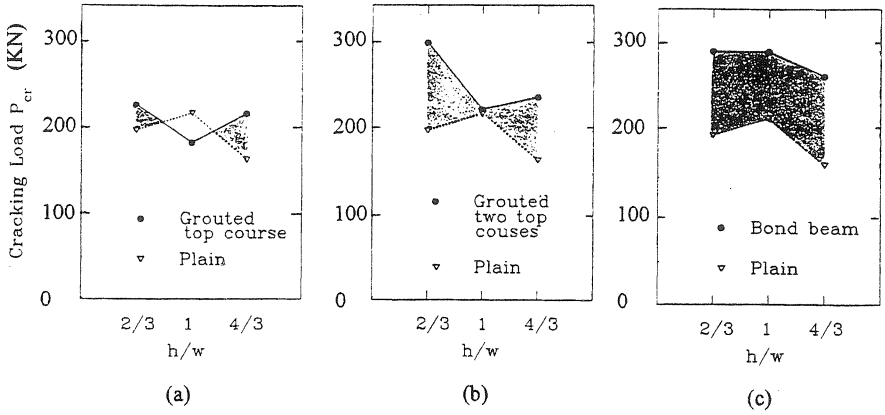 Cracking Load Pcr (KN)
300
200
100
0
Grouted
top course
Plain
2/3 1 4/3
h/w
(a)
300
200
100
0
Grouted
two top
couses
Plain
2/3 1 4/3
h/w
(b)
300
200
100
0
Bond beam
Plain
2/3 1 4/3
h/w
(c)